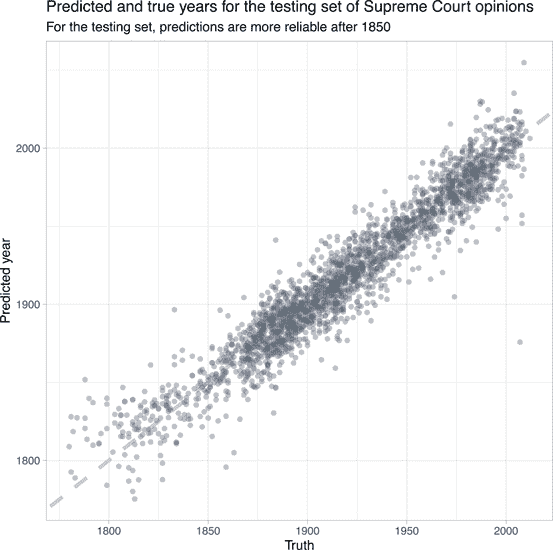 Predicted and true years for the testing set of Supreme Court opinions
For the testing set, predictions are more reliable after 1850
2000
1900
1800
Predicted year
1800
1850
1900
1950
2000
Truth